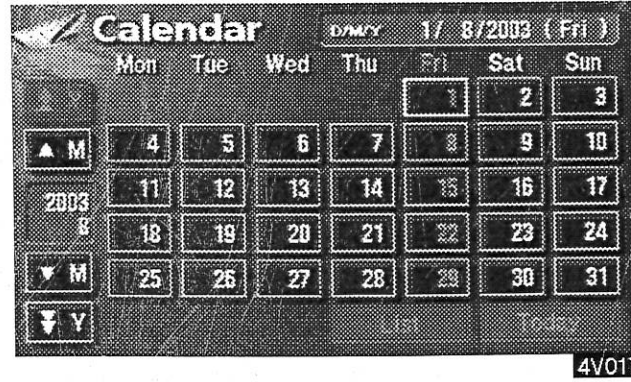 Calendar D/M/Y 1/ 8/2003 (Fri)
Mon Tue Wed Thu Fri Sat Sun
1 2 3
▲ M 4 5 6 7 8 9 10
2003 11 12 13 14 15 16 17
8 18 19 20 21 22 23 24
▼ M 25 26 27 28 29 30 31
Y List Today
4V017